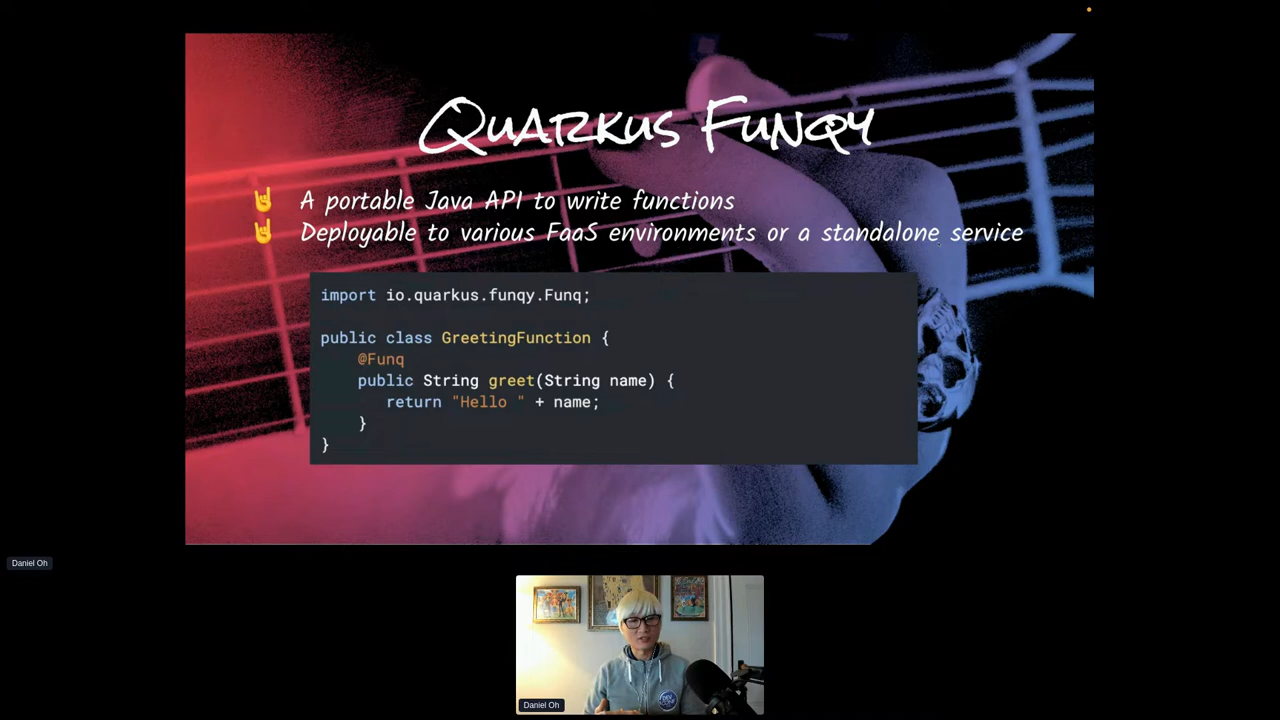 Quarkus Funqy
🤘 A portable Java API to write functions
🤘 Deployable to various FaaS environments or a standalone service
import io.quarkus.funqy.Funq;
public class GreetingFunction {
@Funq
public String greet(String name) {
return "Hello " + name;
}
}
Daniel Oh
Daniel Oh